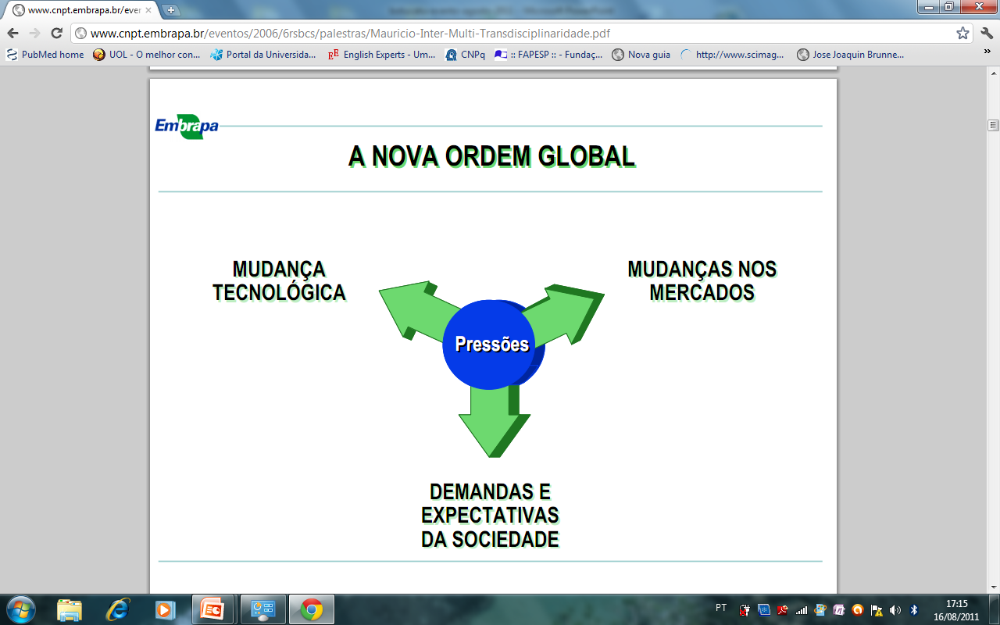 www.cnpt.embrapa.br/ever
www.cnpt.embrapa.br/eventos/2006/6rsbcs/palestras/Mauricio-Inter-Multi-Transdisciplinaridade.pdf
PubMed home UOL - O melhor con... Portal da Universida... English Experts - Um... CNPq :: FAPESP :: - Fundaç... Nova guia http://www.scimag... Jose Joaquin Brunne... »
Embrapa
A NOVA ORDEM GLOBAL
MUDANÇA
TECNOLÓGICA
MUDANÇAS NOS
MERCADOS
Pressões
DEMANDAS E
EXPECTATIVAS
DA SOCIEDADE
PT
17:15
16/08/2011